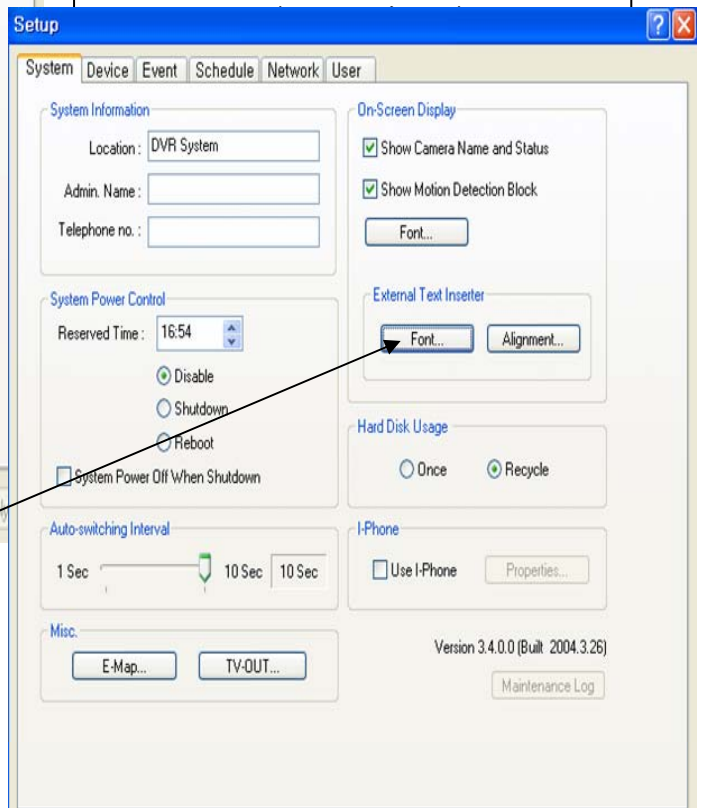 Setup
System Device Event Schedule Network User
System Information
Location : DVR System
Admin. Name :
Telephone no. :
On-Screen Display
Show Camera Name and Status
Show Motion Detection Block
Font...
System Power Control
Reserved Time : 16:54
Disable
Shutdown
Reboot
System Power Off When Shutdown
External Text Inserter
Font... Alignment...
Hard Disk Usage
Once Recycle
Auto-switching Interval
1 Sec 10 Sec 10 Sec
I-Phone
Use I-Phone Properties...
Misc.
E-Map... TV-OUT...
Version 3.4.0.0 (Built 2004.3.26)
Maintenance Log